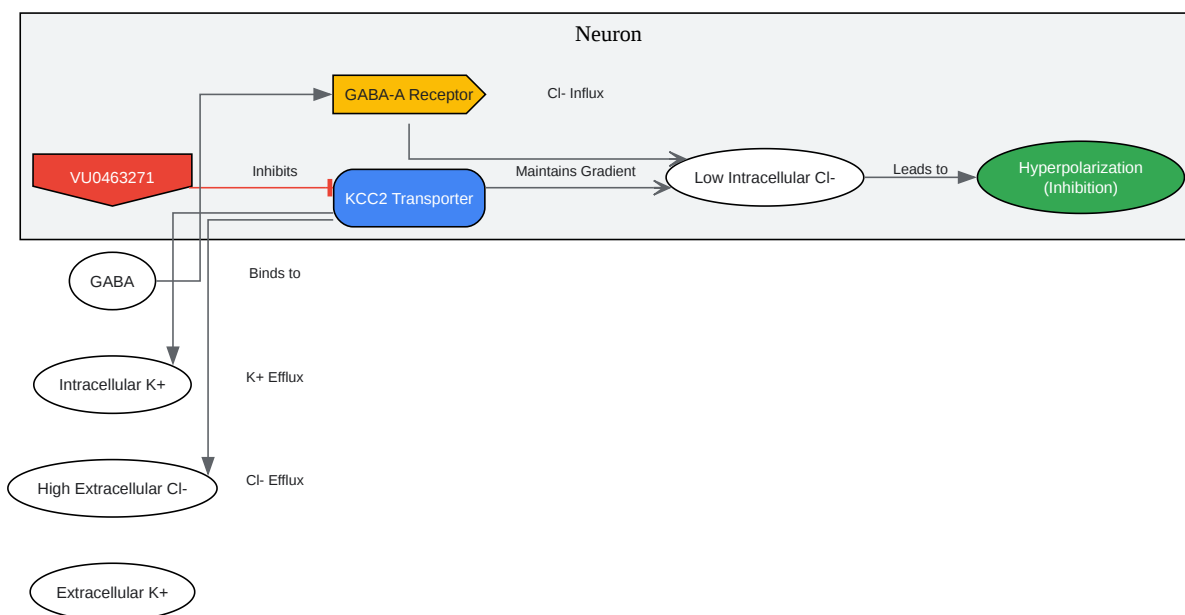 Neuron
GABA-A Receptor
Cl- Influx
VU0463271
Inhibits
KCC2 Transporter
Maintains Gradient
Low Intracellular Cl-
Leads to
Hyperpolarization
(Inhibition)
GABA
Binds to
Intracellular K+
K+ Efflux
High Extracellular Cl-
Cl- Efflux
Extracellular K+